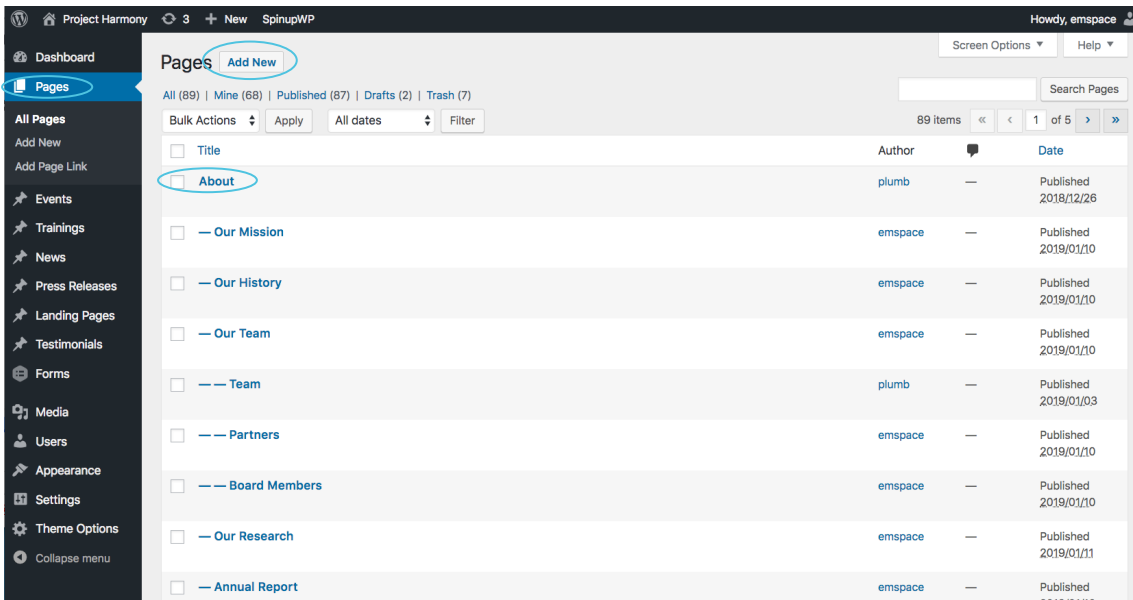 Project Harmony 3 + New SpinupWP Howdy, emspace
Dashboard
Pages
All Pages
Add New
Add Page Link
Events
Trainings
News
Press Releases
Landing Pages
Testimonials
Forms
Media
Users
Appearance
Settings
Theme Options
Collapse menu
Screen Options ▼ Help ▼
Pages Add New
All (89) | Mine (68) | Published (87) | Drafts (2) | Trash (7)
Search Pages
Bulk Actions Apply All dates Filter 89 items « ‹ 1 of 5 › »
Title Author Date
About plumb — Published
2018/12/26
— Our Mission emspace — Published
2019/01/10
— Our History emspace — Published
2019/01/10
— Our Team emspace — Published
2019/01/10
— — Team plumb — Published
2019/01/03
— — Partners emspace — Published
2019/01/10
— — Board Members emspace — Published
2019/01/10
— Our Research emspace — Published
2019/01/11
— Annual Report emspace — Published